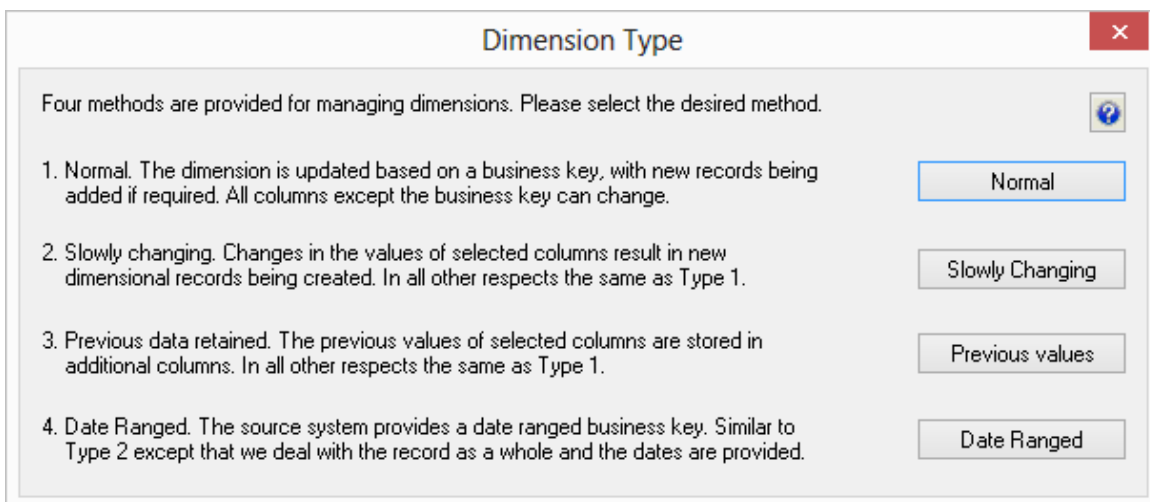 Dimension Type
Four methods are provided for managing dimensions. Please select the desired method.
1. Normal. The dimension is updated based on a business key, with new records being
added if required. All columns except the business key can change.
Normal
2. Slowly changing. Changes in the values of selected columns result in new
dimensional records being created. In all other respects the same as Type 1.
Slowly Changing
3. Previous data retained. The previous values of selected columns are stored in
additional columns. In all other respects the same as Type 1.
Previous values
4. Date Ranged. The source system provides a date ranged business key. Similar to
Type 2 except that we deal with the record as a whole and the dates are provided.
Date Ranged